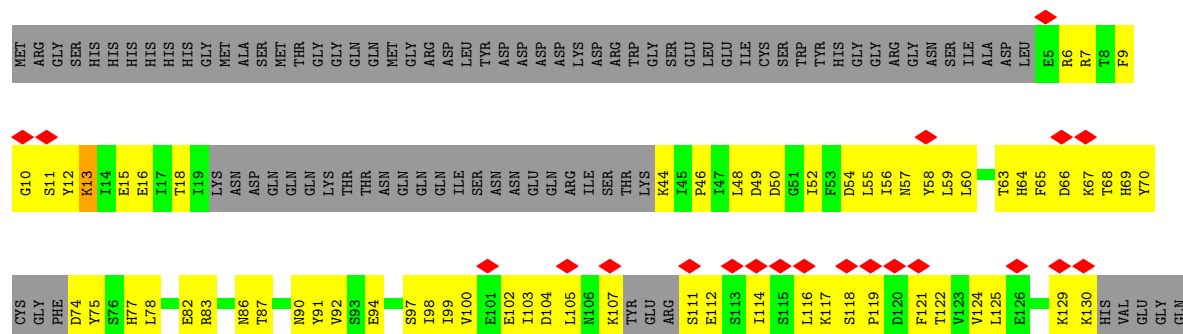 MET ARG GLY SER HIS HIS HIS HIS HIS HIS GLY MET ALA SER MET THR GLY GLY GLN GLN MET GLY ARG ASP LEU TYR ASP ASP ASP ASP LYS ASP ARG TRP GLY SER GLU LEU GLU ILE CYS SER TRP TYR HIS GLY GLY ARG GLY ASN SER ILE ALA ASP LEU E5 R6 R7 T8 F9
G10 S11 Y12 K13 I14 E15 E16 I17 T18 I19 LYS ASN ASP GLN GLN GLN LYS THR THR ASN GLN GLN GLN ILE SER ASN ASN GLU GLN ARG ILE SER THR LYS K44 I45 P46 I47 L48 D49 D50 G51 I52 F53 D54 L55 I56 N57 Y58 L59 L60 T63 H64 F65 D66 K67 T68 H69 Y70
CYS GLY PHE D74 Y75 S76 H77 L78 E82 R83 N86 T87 N90 Y91 V92 S93 E94 S97 I98 I99 V100 E101 E102 I103 D104 L105 N106 K107 TYR GLU ARG S111 E112 S113 I114 S115 L116 K117 S118 P119 D120 F121 T122 V123 V124 L125 E126 K129 K130 HIS VAL GLU GLY GLN